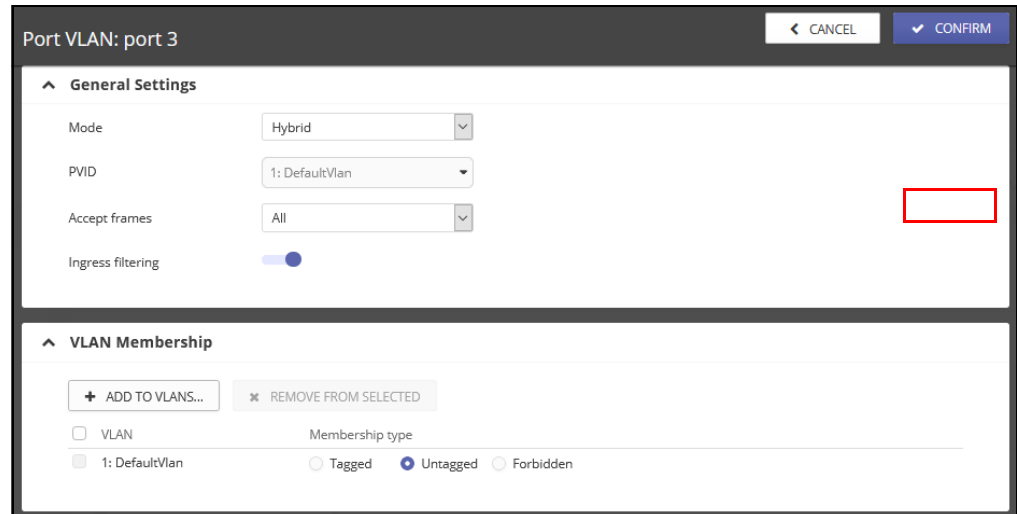 Port VLAN: port 3
CANCEL
CONFIRM
General Settings
Mode
Hybrid
PVID
1: DefaultVlan
Accept frames
All
Ingress filtering
VLAN Membership
+ ADD TO VLANS...
REMOVE FROM SELECTED
VLAN
Membership type
1: DefaultVlan
Tagged
Untagged
Forbidden